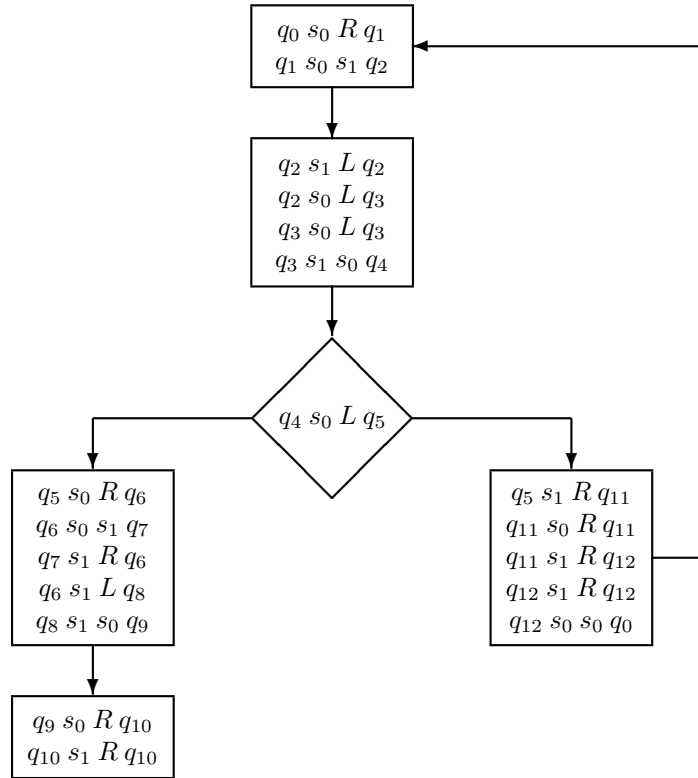 q₀ s₀ R q₁
q₁ s₀ s₁ q₂
q₂ s₁ L q₂
q₂ s₀ L q₃
q₃ s₀ L q₃
q₃ s₁ s₀ q₄
q₄ s₀ L q₅
q₅ s₀ R q₆
q₆ s₀ s₁ q₇
q₇ s₁ R q₆
q₆ s₁ L q₈
q₈ s₁ s₀ q₉
q₅ s₁ R q₁₁
q₁₁ s₀ R q₁₁
q₁₁ s₁ R q₁₂
q₁₂ s₁ R q₁₂
q₁₂ s₀ s₀ q₀
q₉ s₀ R q₁₀
q₁₀ s₁ R q₁₀